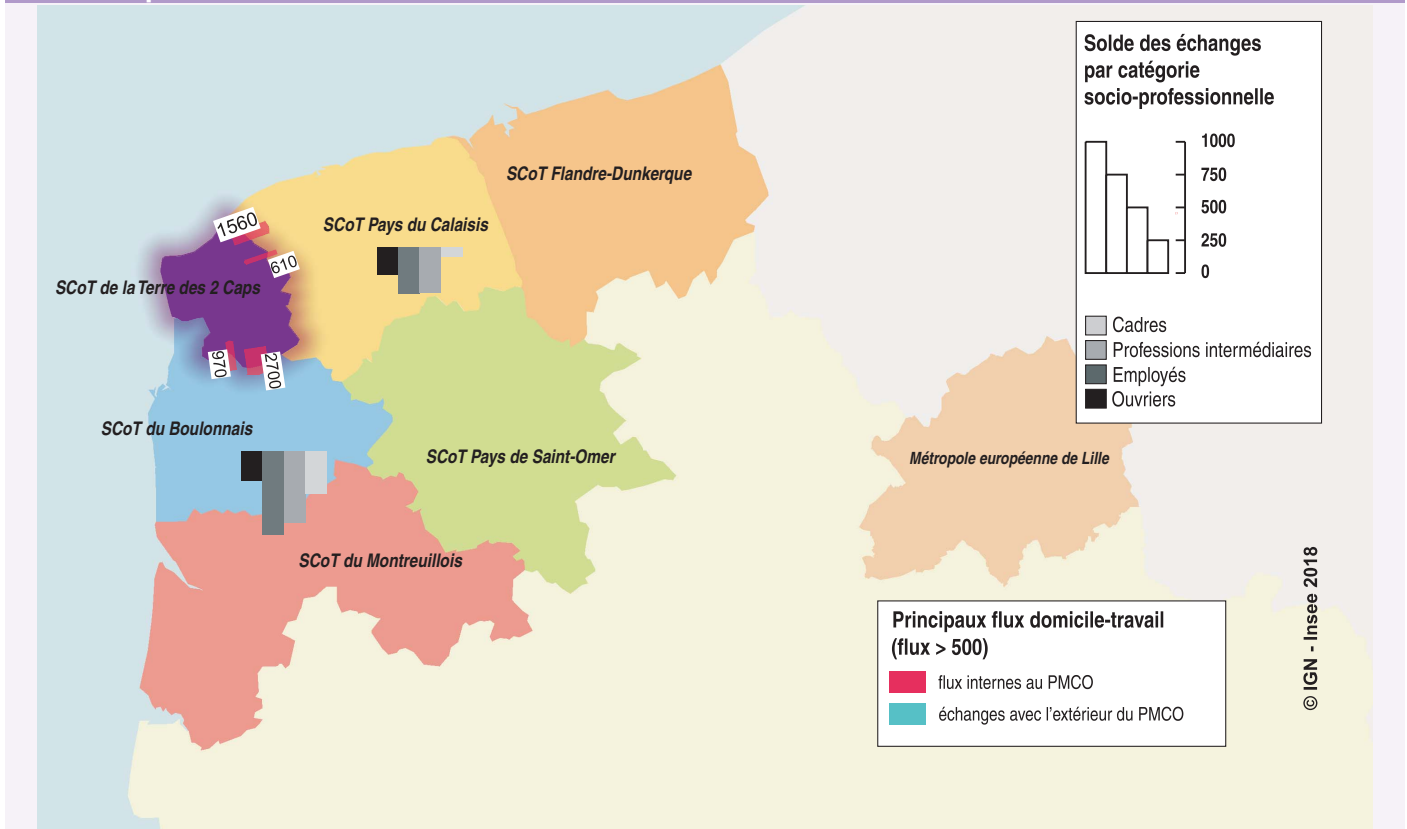 Solde des échanges
par catégorie
socio-professionnelle
1000
750
500
250
0
Cadres
Professions intermédiaires
Employés
Ouvriers
SCoT Flandre-Dunkerque
SCoT Pays du Calaisis
1560
610
SCoT de la Terre des 2 Caps
970
2700
SCoT du Boulonnais
SCoT Pays de Saint-Omer
Métropole européenne de Lille
SCoT du Montreuillois
Principaux flux domicile-travail
(flux > 500)
flux internes au PMCO
échanges avec l'extérieur du PMCO
© IGN - Insee 2018